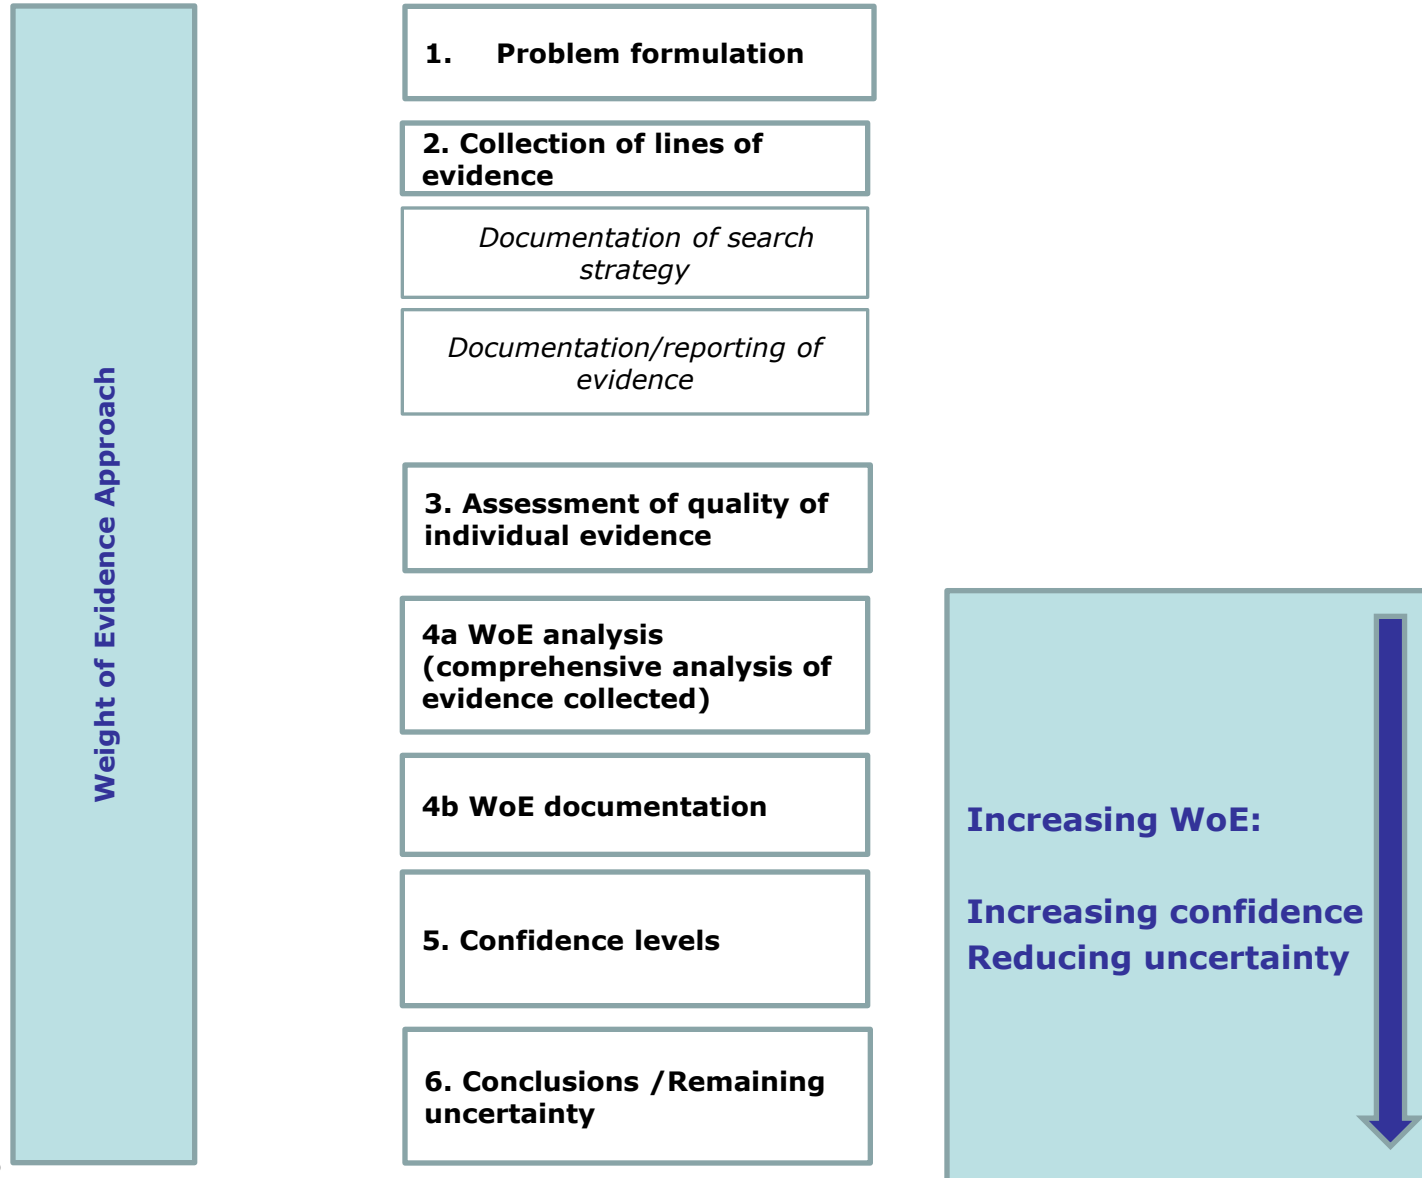 Weight of Evidence Approach
1. Problem formulation
2. Collection of lines of
evidence
Documentation of search
strategy
Documentation/reporting of
evidence
3. Assessment of quality of
individual evidence
4a WoE analysis
(comprehensive analysis of
evidence collected)
4b WoE documentation
5. Confidence levels
6. Conclusions /Remaining
uncertainty
Increasing WoE:
Increasing confidence
Reducing uncertainty